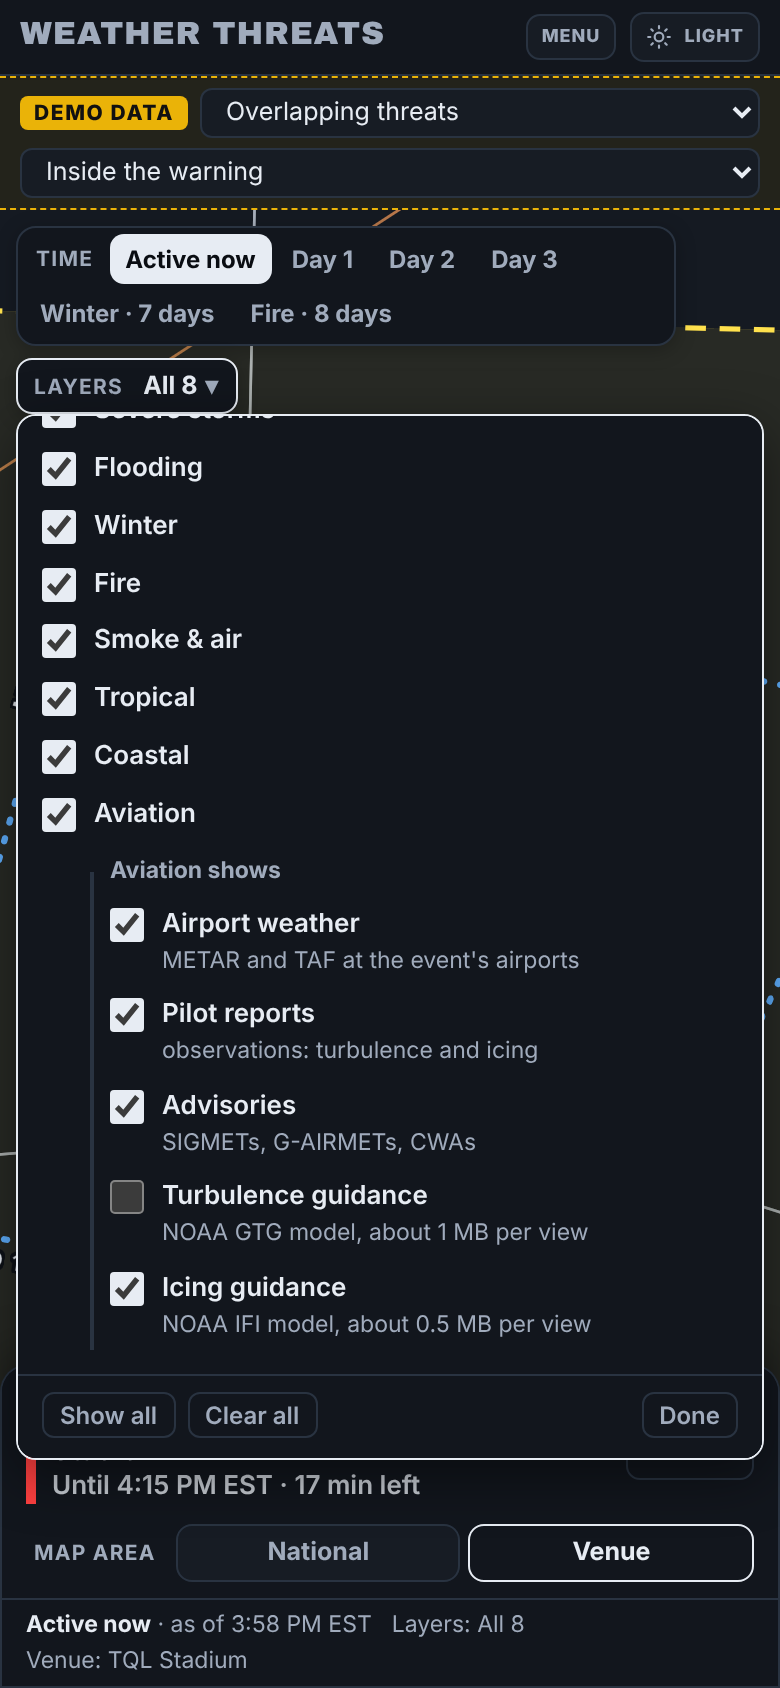 WEATHER THREATS
MENU
LIGHT
DEMO DATA
Overlapping threats
Inside the warning
TIME
Active now
Day 1
Day 2
Day 3
Winter · 7 days
Fire · 8 days
LAYERS
All 8 ▾
Flooding
Winter
Fire
Smoke & air
Tropical
Coastal
Aviation
Aviation shows
Airport weather
METAR and TAF at the event's airports
Pilot reports
observations: turbulence and icing
Advisories
SIGMETs, G-AIRMETs, CWAs
Turbulence guidance
NOAA GTG model, about 1 MB per view
Icing guidance
NOAA IFI model, about 0.5 MB per view
Show all
Clear all
Done
Until 4:15 PM EST · 17 min left
MAP AREA
National
Venue
Active now · as of 3:58 PM EST Layers: All 8
Venue: TQL Stadium